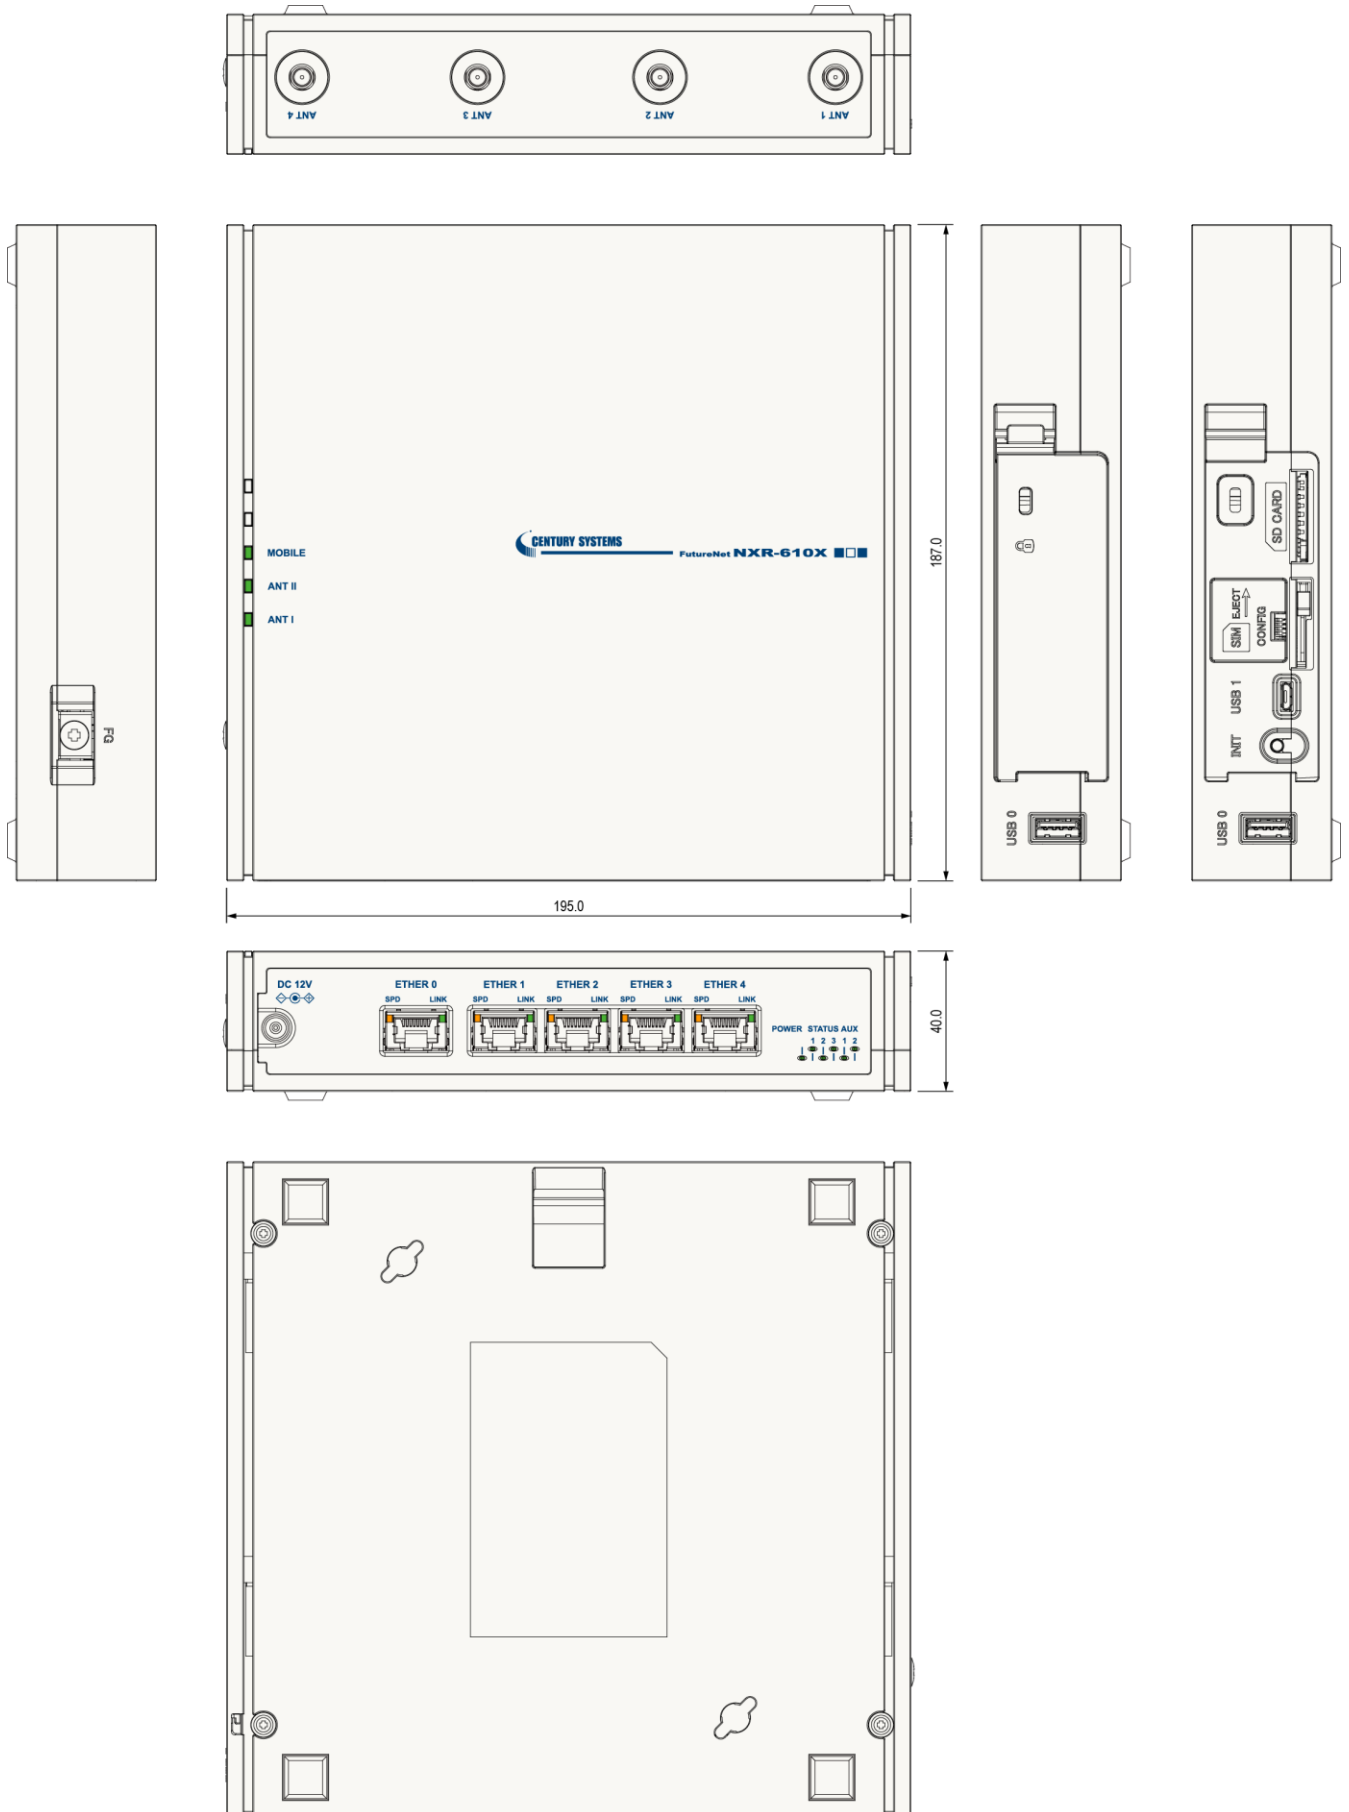 ANT 4
ANT 3
ANT 2
ANT 1
MOBILE
ANT II
ANT I
CENTURY SYSTEMS
FutureNet NXR-610X
FG
187.0
195.0
USB 0
SD CARD
EJECT
SIM
CONFIG
USB 1
INIT
USB 0
DC 12V
ETHER 0
ETHER 1
ETHER 2
ETHER 3
ETHER 4
SPD LINK
SPD LINK
SPD LINK
SPD LINK
SPD LINK
POWER STATUS AUX
1 2 3 1 2
40.0